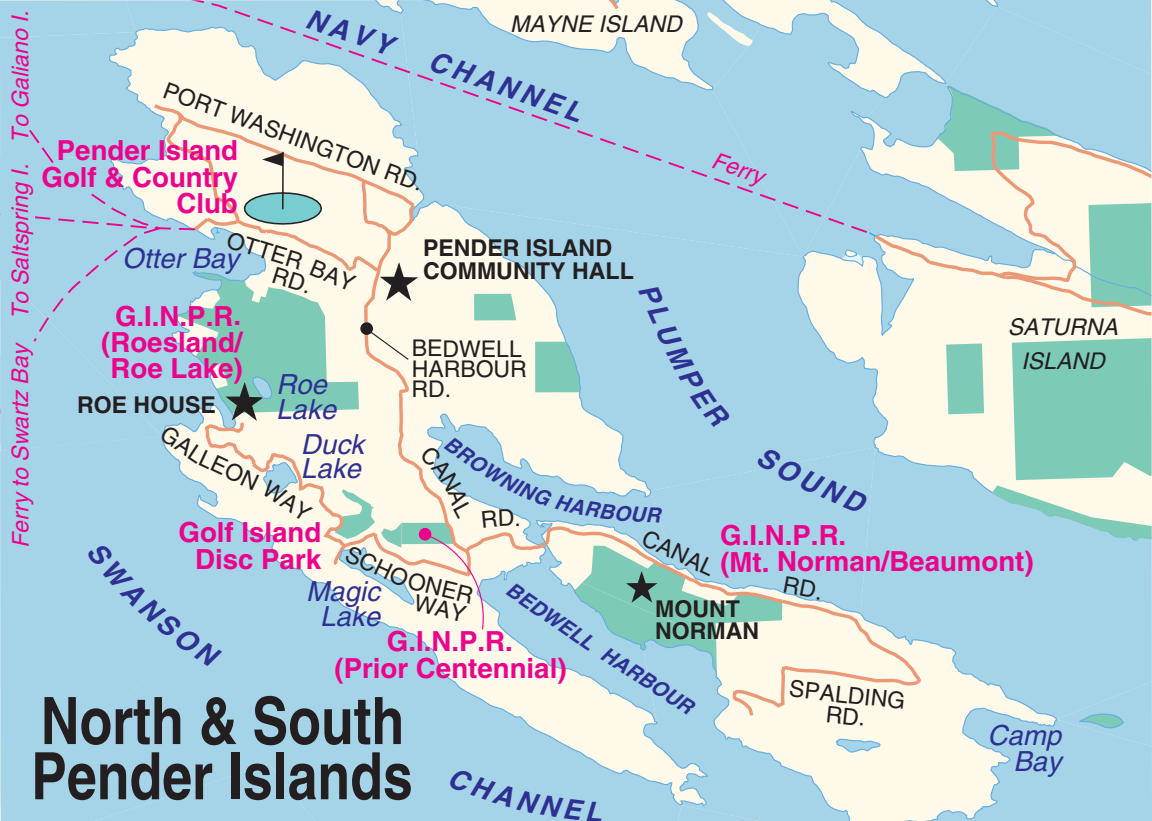 MAYNE ISLAND
NAVY CHANNEL
To Galiano I.
PORT WASHINGTON RD.
Pender Island
Golf & Country
Club
Ferry
To Saltspring I.
Otter Bay
OTTER BAY
RD.
PENDER ISLAND
COMMUNITY HALL
PLUMPER SOUND
G.I.N.P.R.
(Roesland/
Roe Lake)
SATURNA
ISLAND
BEDWELL
HARBOUR
RD.
Ferry to Swartz Bay
ROE HOUSE
Roe
Lake
GALLEON WAY
Duck
Lake
CANAL RD.
BROWNING HARBOUR
Golf Island
Disc Park
G.I.N.P.R.
(Mt. Norman/Beaumont)
CANAL RD.
SWANSON CHANNEL
SCHOONER
WAY
Magic
Lake
BEDWELL HARBOUR
MOUNT
NORMAN
G.I.N.P.R.
(Prior Centennial)
SPALDING
RD.
Camp
Bay
North & South
Pender Islands